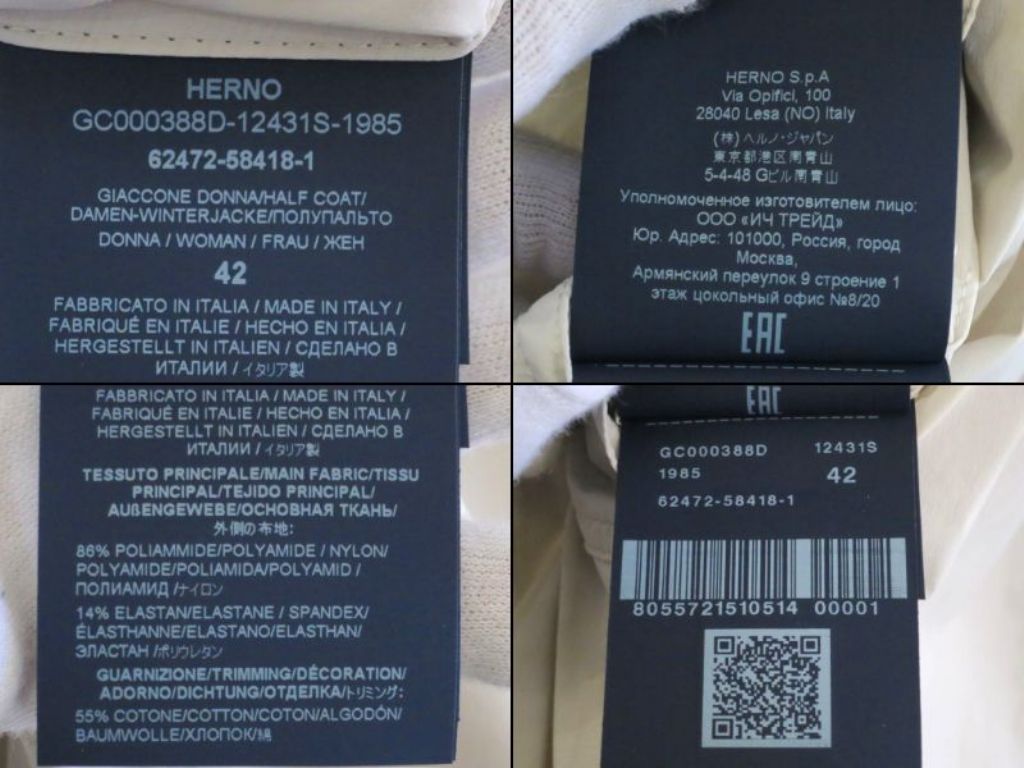 HERNO
GC000388D-12431S-1985
62472-58418-1
GIACCONE DONNA/HALF COAT/
DAMEN-WINTERJACKE/ПОЛУПАЛЬТО
DONNA / WOMAN / FRAU / ЖЕН
42
FABBRICATO IN ITALIA / MADE IN ITALY /
FABRIQUÉ EN ITALIE / HECHO EN ITALIA /
HERGESTELLT IN ITALIEN / СДЕЛАНО В
ИТАЛИИ / イタリア製
HERNO S.p.A
Via Opifici, 100
28040 Lesa (NO) Italy
(株) ヘルノ・ジャパン
東京都港区南青山
5-4-48 Gビル南青山
Уполномоченное изготовителем лицо:
ООО «ИЧ ТРЕЙД»
Юр. Адрес: 101000, Россия, город
Москва,
Армянский переулок 9 строение 1
этаж цокольный офис №8/20
EAC
FABBRICATO IN ITALIA / MADE IN ITALY /
FABRIQUÉ EN ITALIE / HECHO EN ITALIA /
HERGESTELLT IN ITALIEN / СДЕЛАНО В
ИТАЛИИ / イタリア製
TESSUTO PRINCIPALE/MAIN FABRIC/TISSU
PRINCIPAL/TEJIDO PRINCIPAL/
AUßENGEWEBE/ОСНОВНАЯ ТКАНЬ/
外側の布地:
86% POLIAMMIDE/POLYAMIDE / NYLON/
POLYAMIDE/POLIAMIDA/POLYAMID /
ПОЛИАМИД /ナイロン
14% ELASTAN/ELASTANE / SPANDEX/
ÉLASTHANNE/ELASTANO/ELASTHAN/
ЭЛАСТАН /ポリウレタン
GUARNIZIONE/TRIMMING/DÉCORATION/
ADORNO/DICHTUNG/ОТДЕЛКА/トリミング:
55% COTONE/COTTON/COTON/ALGODÓN/
BAUMWOLLE/ХЛОПОК/綿
EAC
GC000388D 12431S
1985 42
62472-58418-1
8055721510514 00001